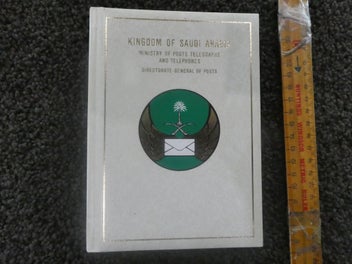 KINGDOM OF SAUDI ARABIA
MINISTRY OF POSTS TELEGRAPHS
AND TELEPHONES
DIRECTORATE GENERAL OF POSTS